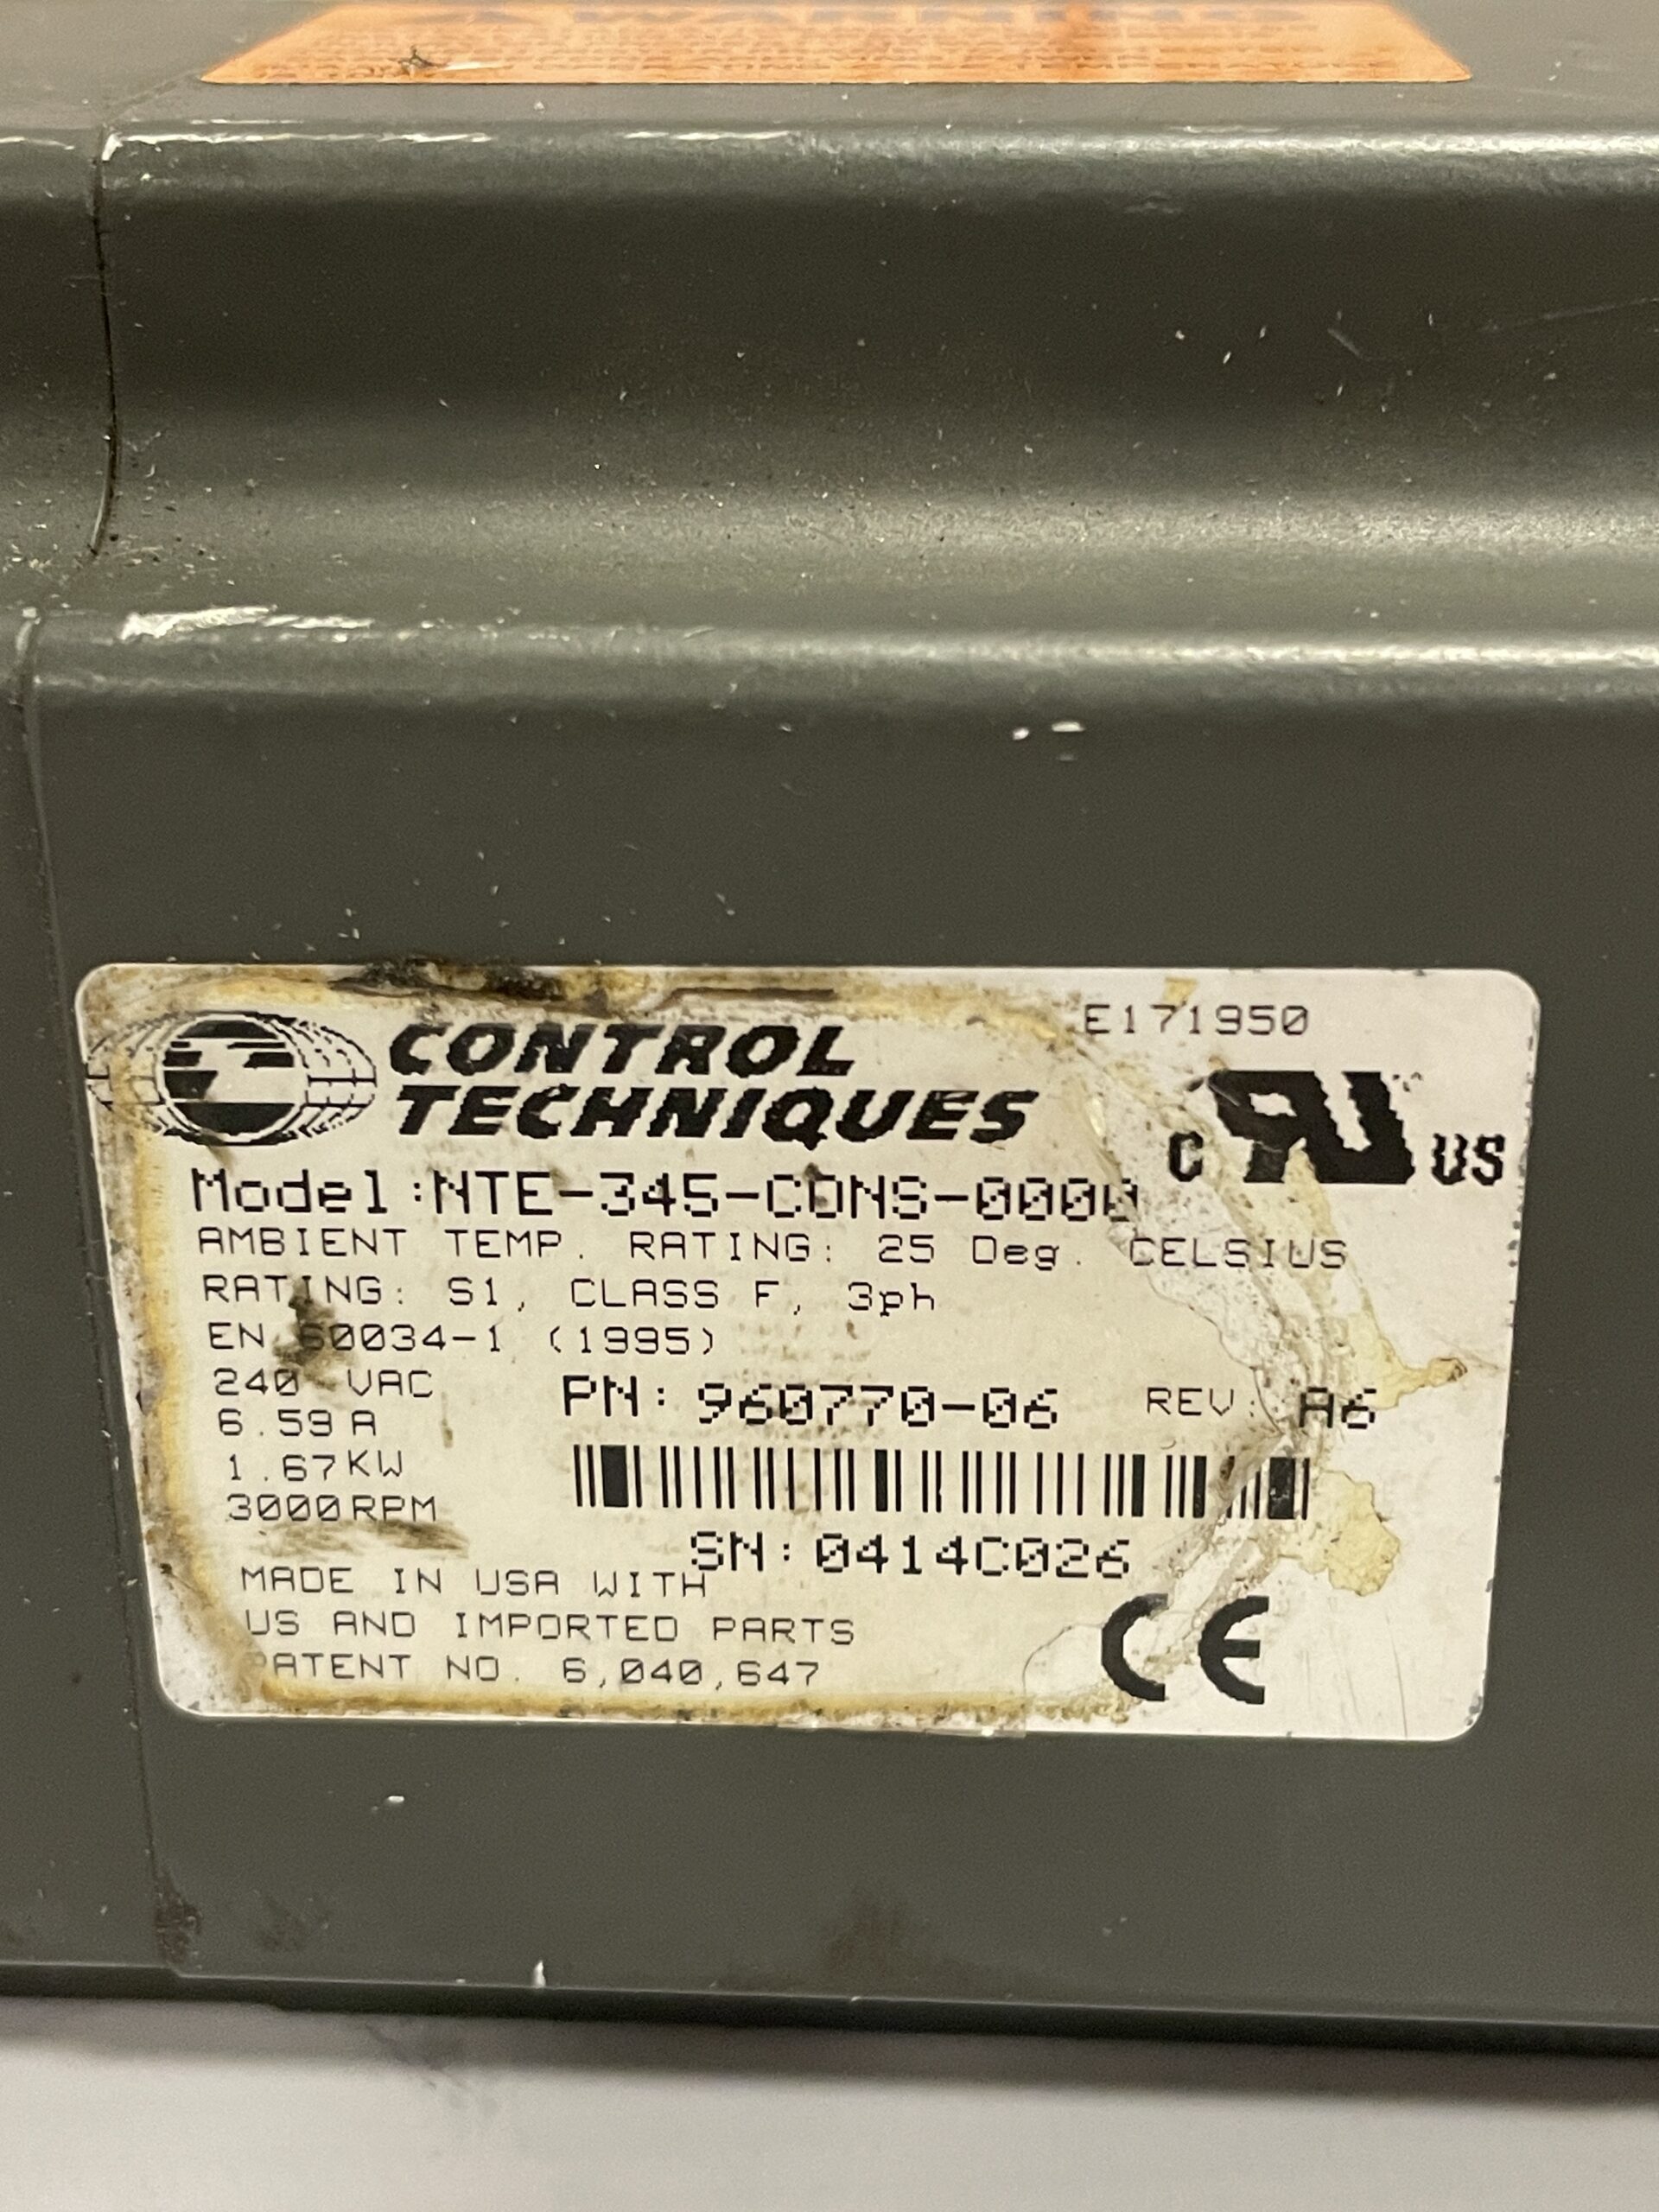 E171950
CONTROL
TECHNIQUES
C US
Model:NTE-345-CONS-0000
AMBIENT TEMP. RATING: 25 Deg. CELSIUS
RATING: S1, CLASS F, 3ph
EN 60034-1 (1995)
240 VAC
6.59 A
1.67KW
3000RPM
PN: 960770-06 REV: A6
SN: 0414C026
MADE IN USA WITH
US AND IMPORTED PARTS
PATENT NO. 6,040,647
CE